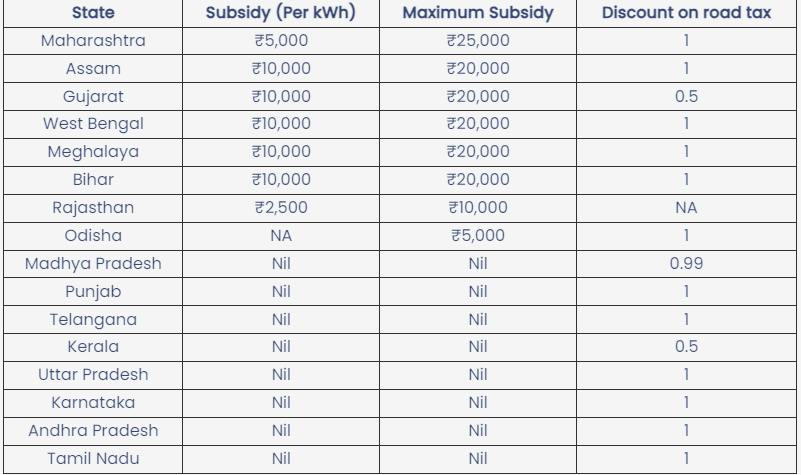 State Subsidy (Per kWh) Maximum Subsidy Discount on road tax
Maharashtra ₹5,000 ₹25,000 1
Assam ₹10,000 ₹20,000 1
Gujarat ₹10,000 ₹20,000 0.5
West Bengal ₹10,000 ₹20,000 1
Meghalaya ₹10,000 ₹20,000 1
Bihar ₹10,000 ₹20,000 1
Rajasthan ₹2,500 ₹10,000 NA
Odisha NA ₹5,000 1
Madhya Pradesh Nil Nil 0.99
Punjab Nil Nil 1
Telangana Nil Nil 1
Kerala Nil Nil 0.5
Uttar Pradesh Nil Nil 1
Karnataka Nil Nil 1
Andhra Pradesh Nil Nil 1
Tamil Nadu Nil Nil 1